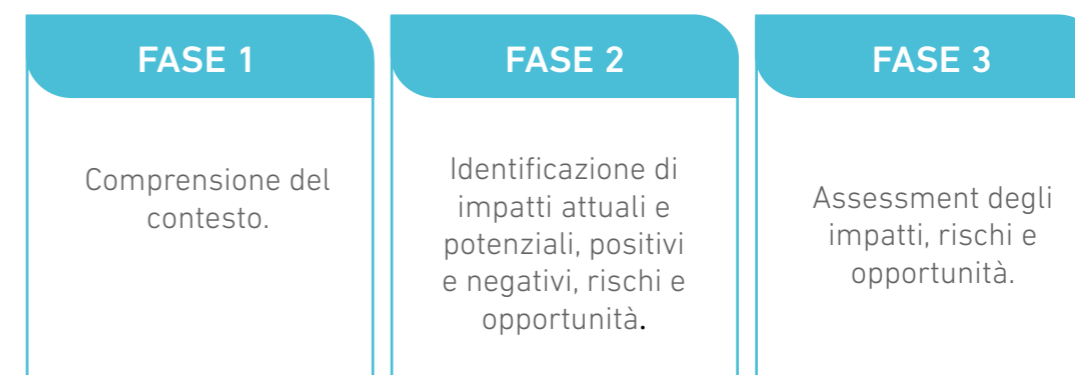 FASE 1
Comprensione del
contesto.
FASE 2
Identificazione di
impatti attuali e
potenziali, positivi
e negativi, rischi e
opportunità.
FASE 3
Assessment degli
impatti, rischi e
opportunità.